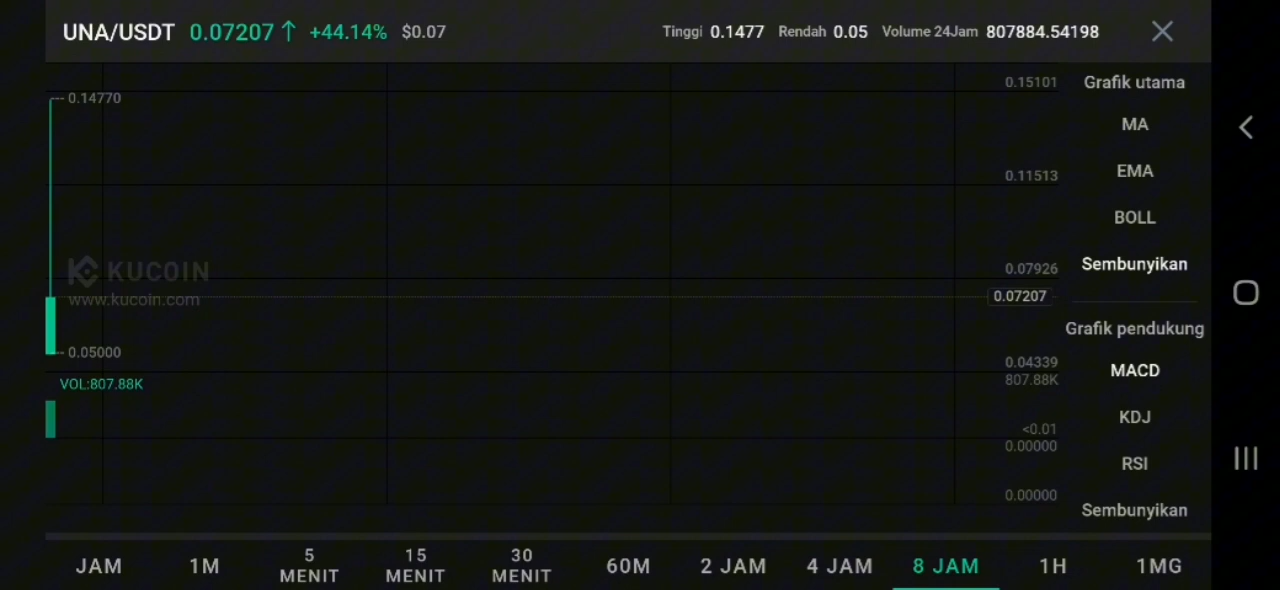 UNA/USDT 0.07207↑ +44.14% $0.07 Tinggi 0.1477 Rendah 0.05 Volume 24Jam 807884.54198
0.15101
Grafik utama
0.14770
MA
0.11513
EMA
BOLL
KUCOIN
0.07926
Sembunyikan
www.kucoin.com
0.07207
Grafik pendukung
0.05000
0.04339
MACD
VOL:807.88K
807.88K
KDJ
<0.01
0.00000
RSI
0.00000
Sembunyikan
JAM 1M 5 MENIT 15 MENIT 30 MENIT 60M 2 JAM 4 JAM 8 JAM 1H 1MG